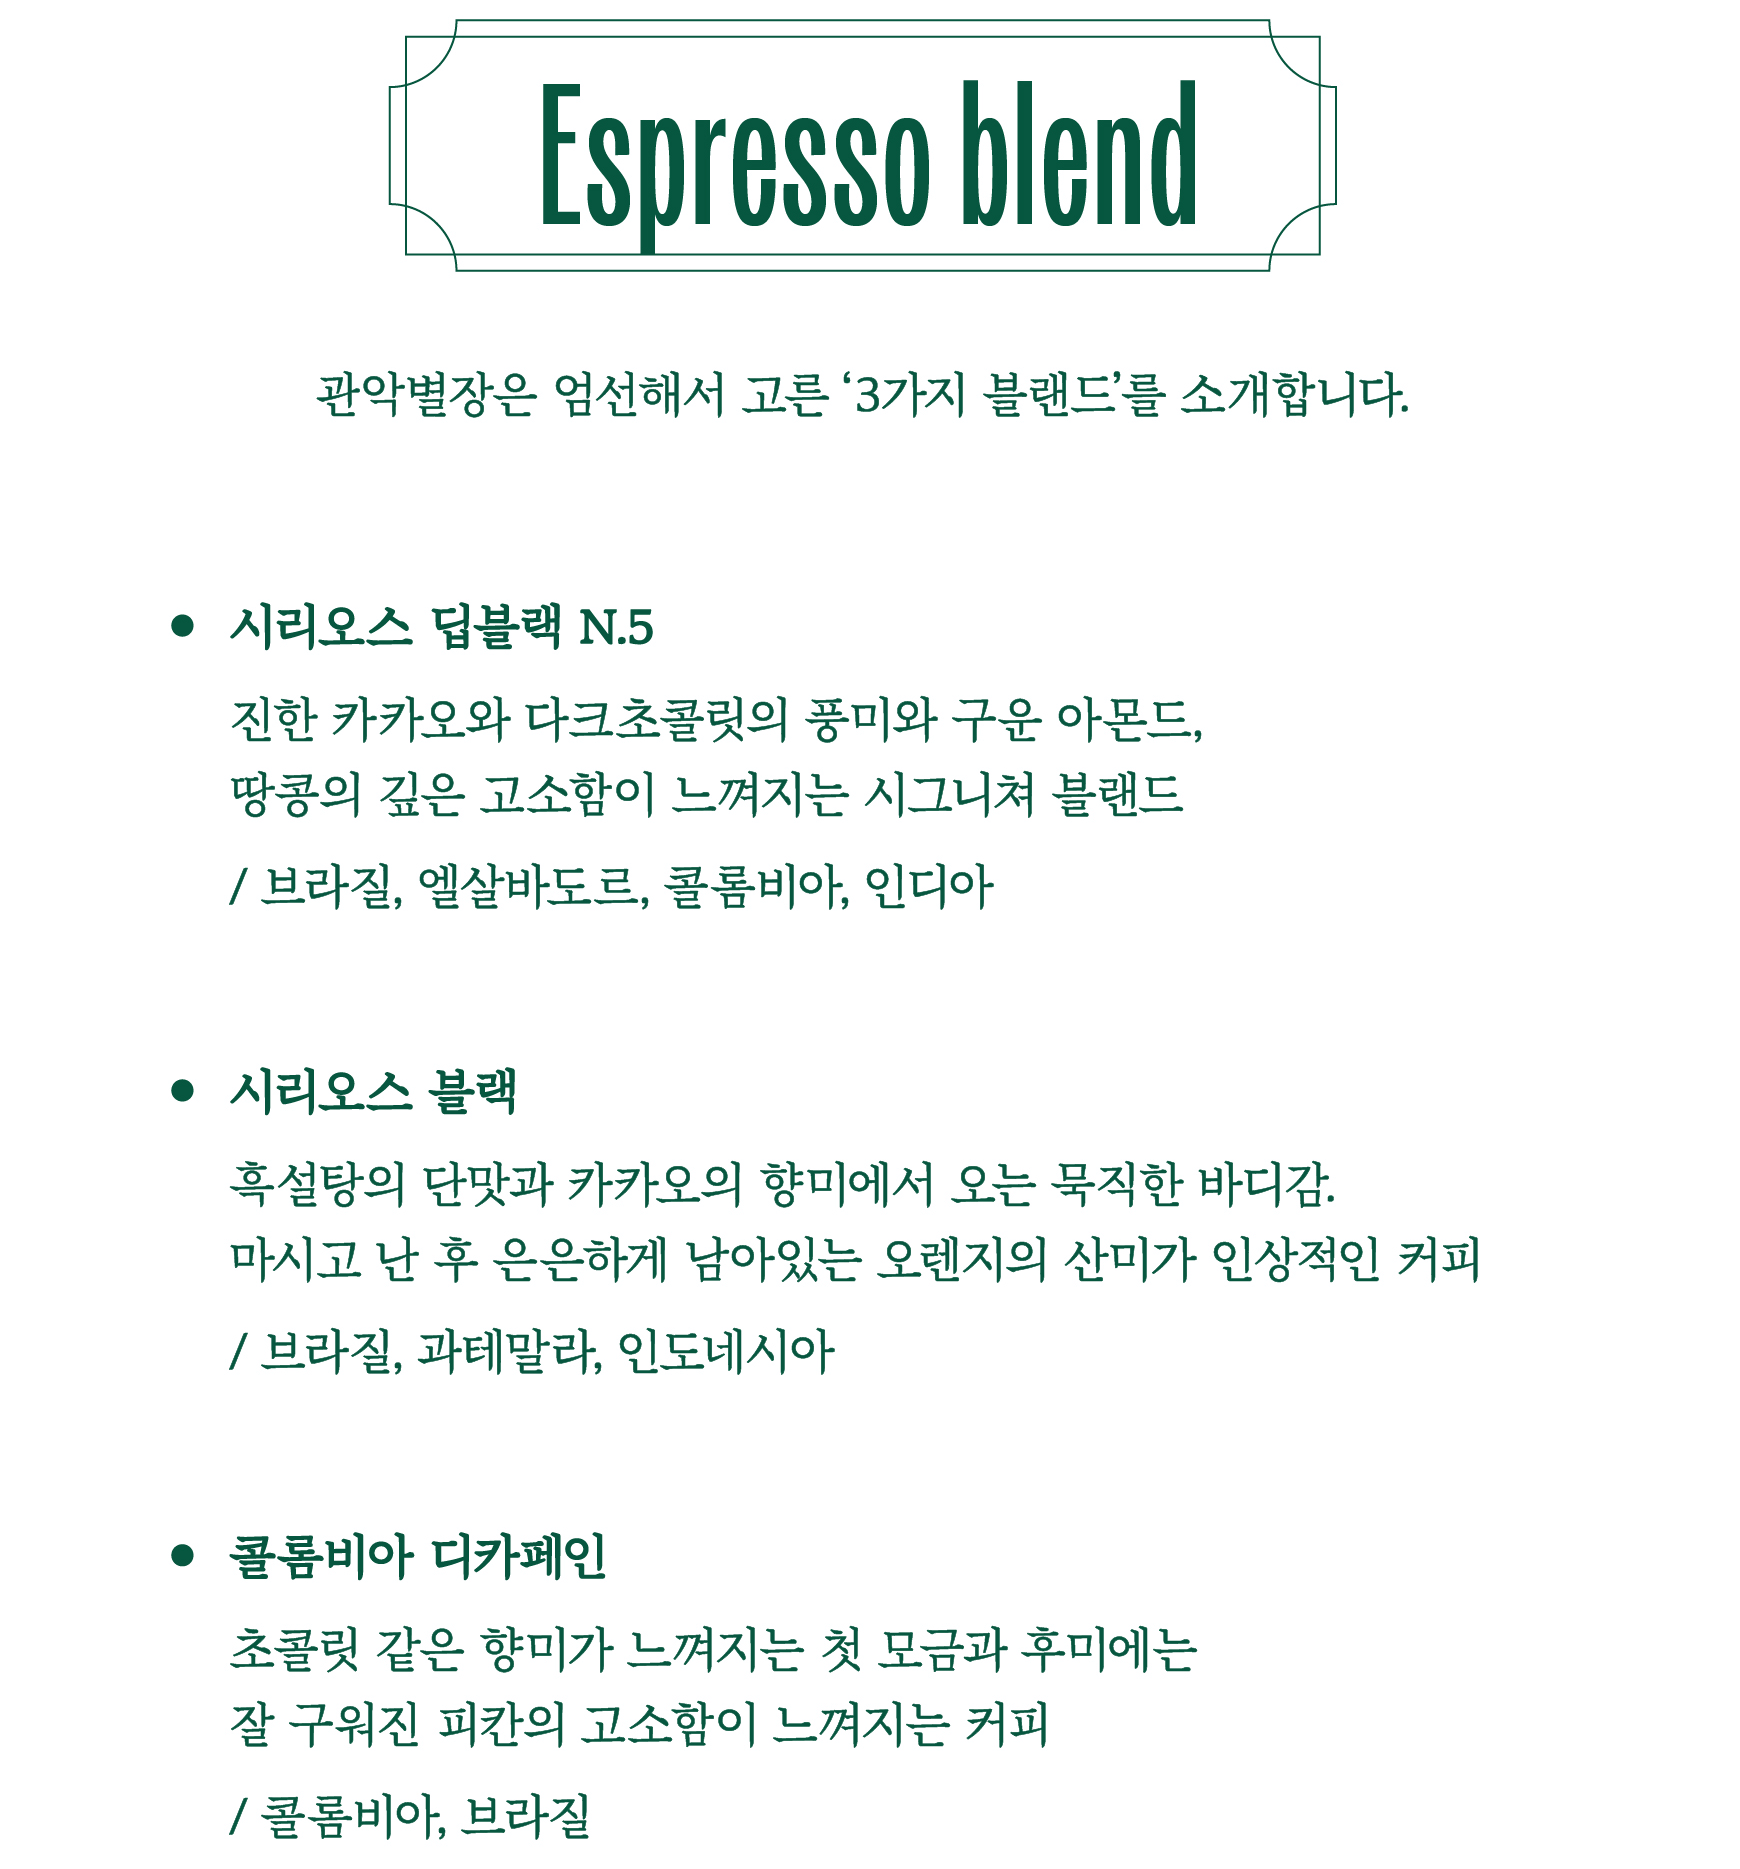 Espresso blend
관악별장은 엄선해서 고른 ‘3가지 블랜드’를 소개합니다.
● 시리오스 딥블랙 N.5
진한 카카오와 다크초콜릿의 풍미와 구운 아몬드,
땅콩의 깊은 고소함이 느껴지는 시그니쳐 블랜드
/ 브라질, 엘살바도르, 콜롬비아, 인디아
● 시리오스 블랙
흑설탕의 단맛과 카카오의 향미에서 오는 묵직한 바디감.
마시고 난 후 은은하게 남아있는 오렌지의 산미가 인상적인 커피
/ 브라질, 과테말라, 인도네시아
● 콜롬비아 디카페인
초콜릿 같은 향미가 느껴지는 첫 모금과 후미에는
잘 구워진 피칸의 고소함이 느껴지는 커피
/ 콜롬비아, 브라질